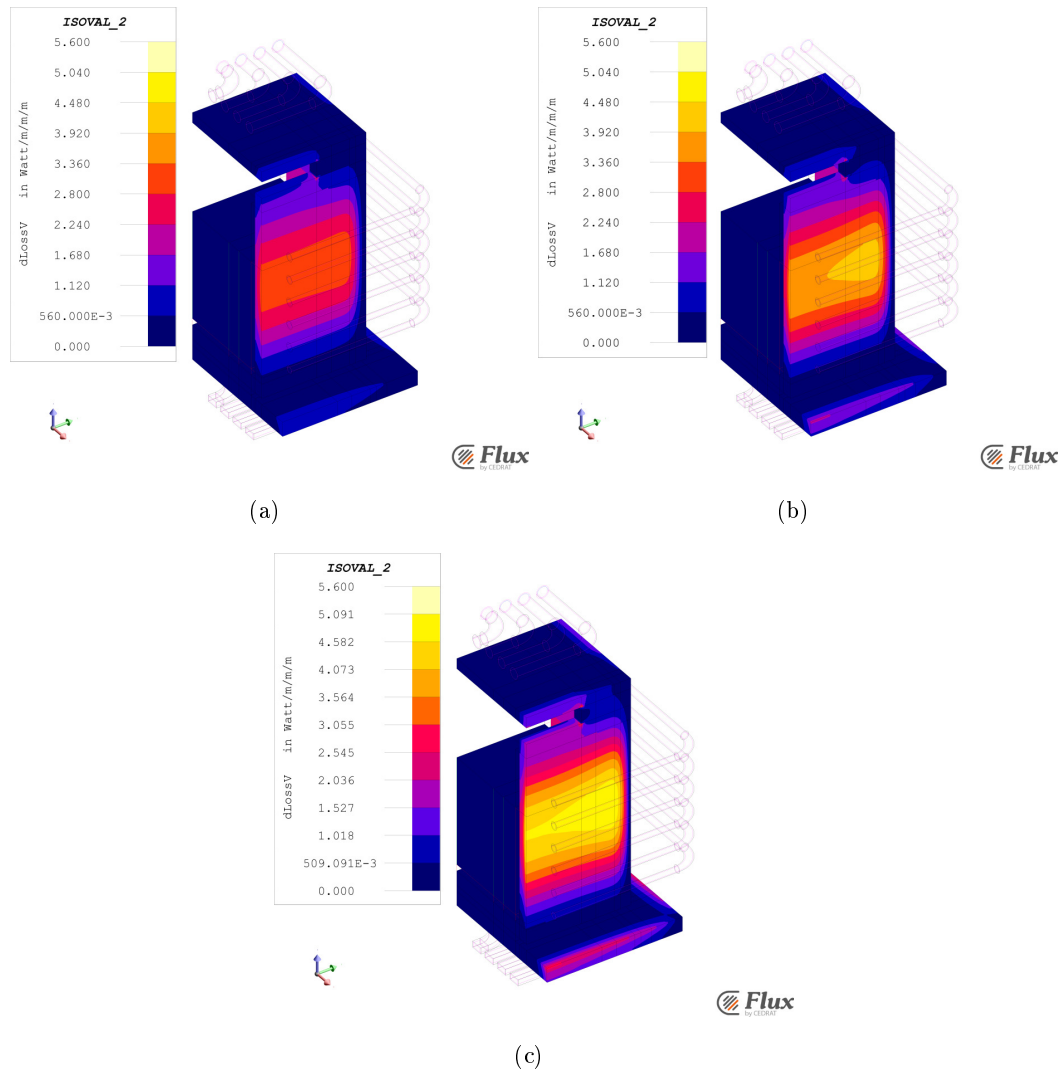 ISOVAL_2
5.600
5.040
4.480
3.920
3.360
2.800
2.240
1.680
1.120
560.000E-3
0.000
dLossV in Watt/m/m/m
Flux
by CEDRAT
(a)
ISOVAL_2
5.600
5.040
4.480
3.920
3.360
2.800
2.240
1.680
1.120
560.000E-3
0.000
dLossV in Watt/m/m/m
Flux
by CEDRAT
(b)
ISOVAL_2
5.600
5.091
4.582
4.073
3.564
3.055
2.545
2.036
1.527
1.018
509.091E-3
0.000
dLossV in Watt/m/m/m
Flux
by CEDRAT
(c)